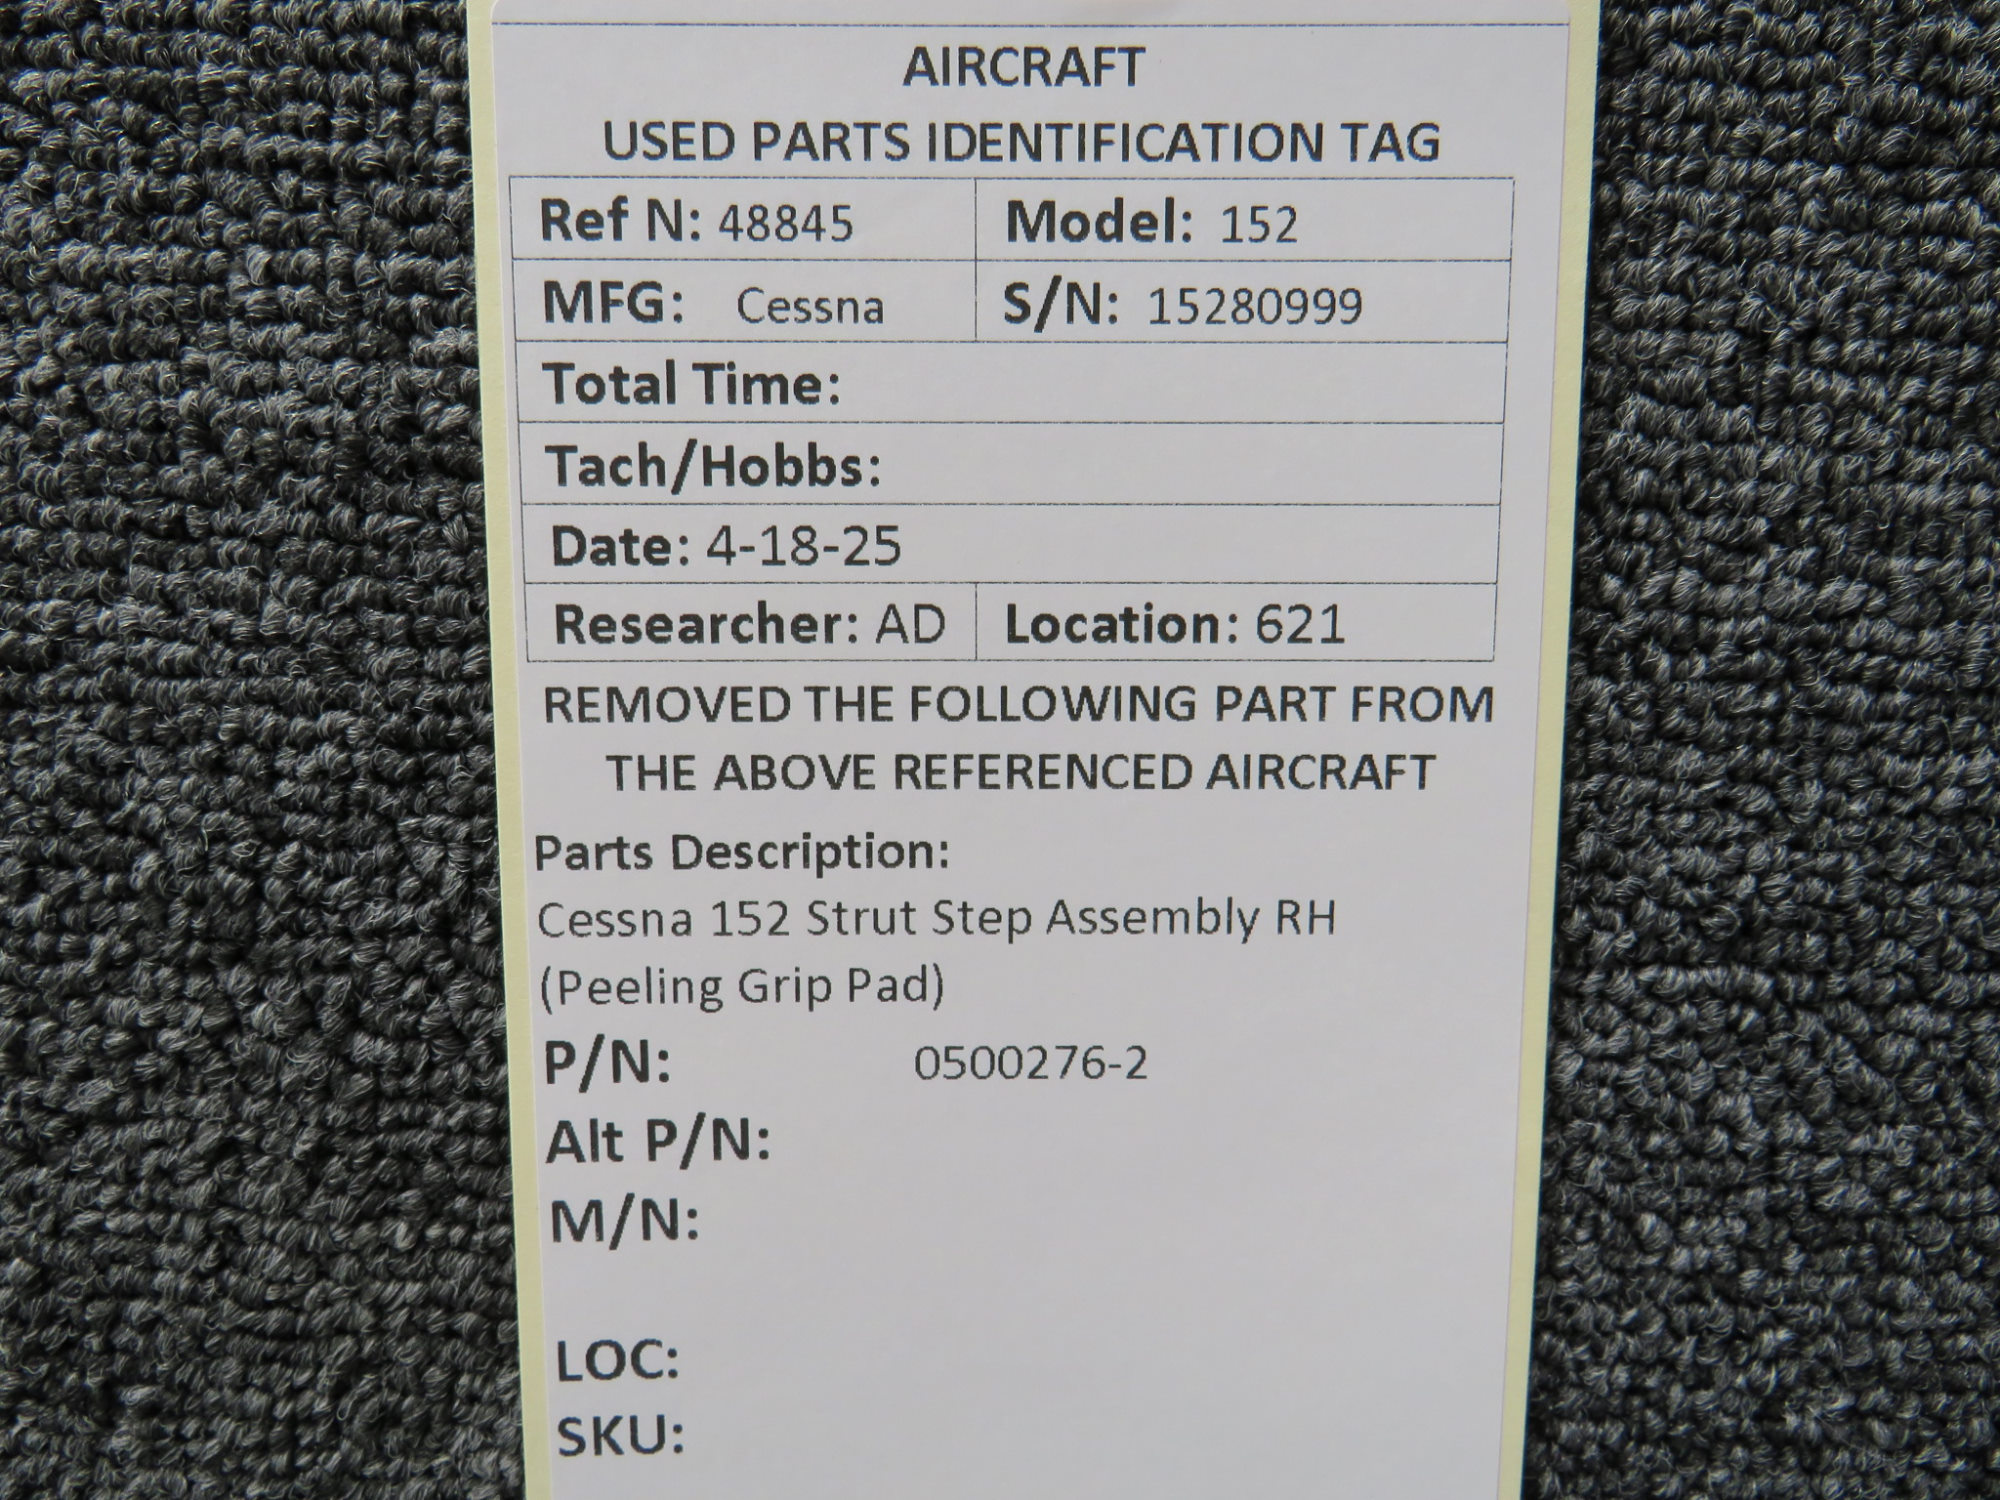 AIRCRAFT
USED PARTS IDENTIFICATION TAG
Ref N: 48845 Model: 152
MFG: Cessna S/N: 15280999
Total Time:
Tach/Hobbs:
Date: 4-18-25
Researcher: AD Location: 621
REMOVED THE FOLLOWING PART FROM
THE ABOVE REFERENCED AIRCRAFT
Parts Description:
Cessna 152 Strut Step Assembly RH
(Peeling Grip Pad)
P/N: 0500276-2
Alt P/N:
M/N:
LOC:
SKU: